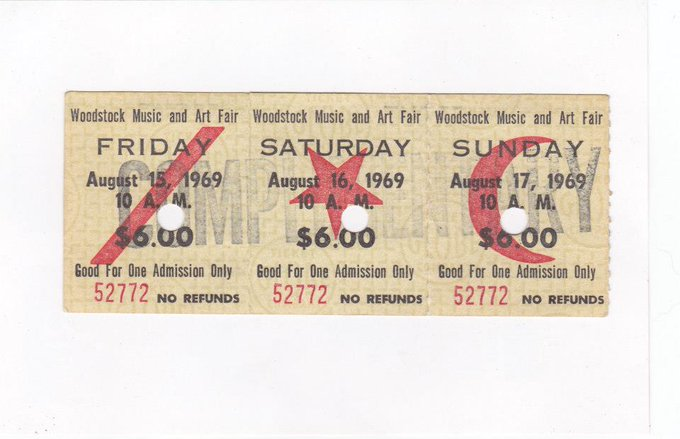 Woodstock Music and Art Fair
FRIDAY
August 15, 1969
10 A. M.
$6.00
Good For One Admission Only
52772 NO REFUNDS
Woodstock Music and Art Fair
SATURDAY
August 16, 1969
10 A. M.
$6.00
Good For One Admission Only
52772 NO REFUNDS
Woodstock Music and Art Fair
SUNDAY
August 17, 1969
10 A. M.
$6.00
Good For One Admission Only
52772 NO REFUNDS
COMPLIMENTARY